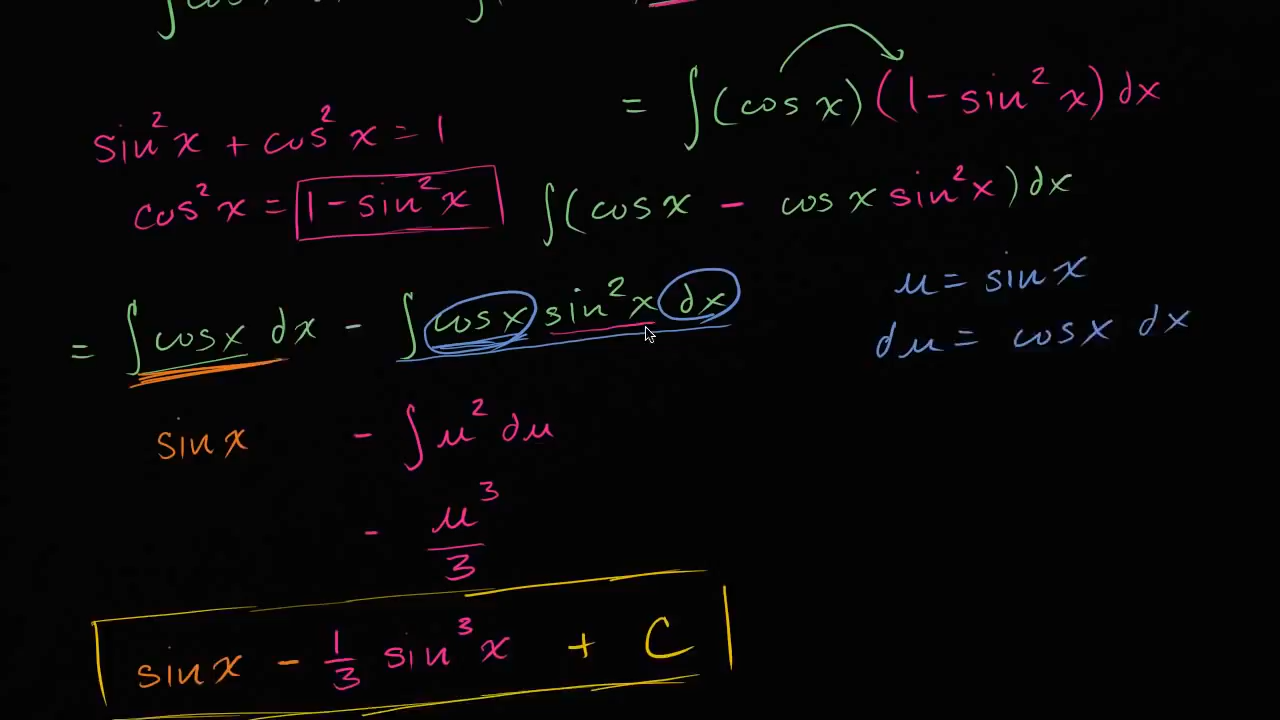 = ∫(cos x)(1 - sin² x) dx
sin² x + cos² x = 1
cos² x = 1 - sin² x
∫(cos x - cos x sin² x) dx
= ∫ cos x dx - ∫ cos x sin² x dx
u = sin x
du = cos x dx
sin x - ∫ u² du
- u³/3
sin x - 1/3 sin³ x + C